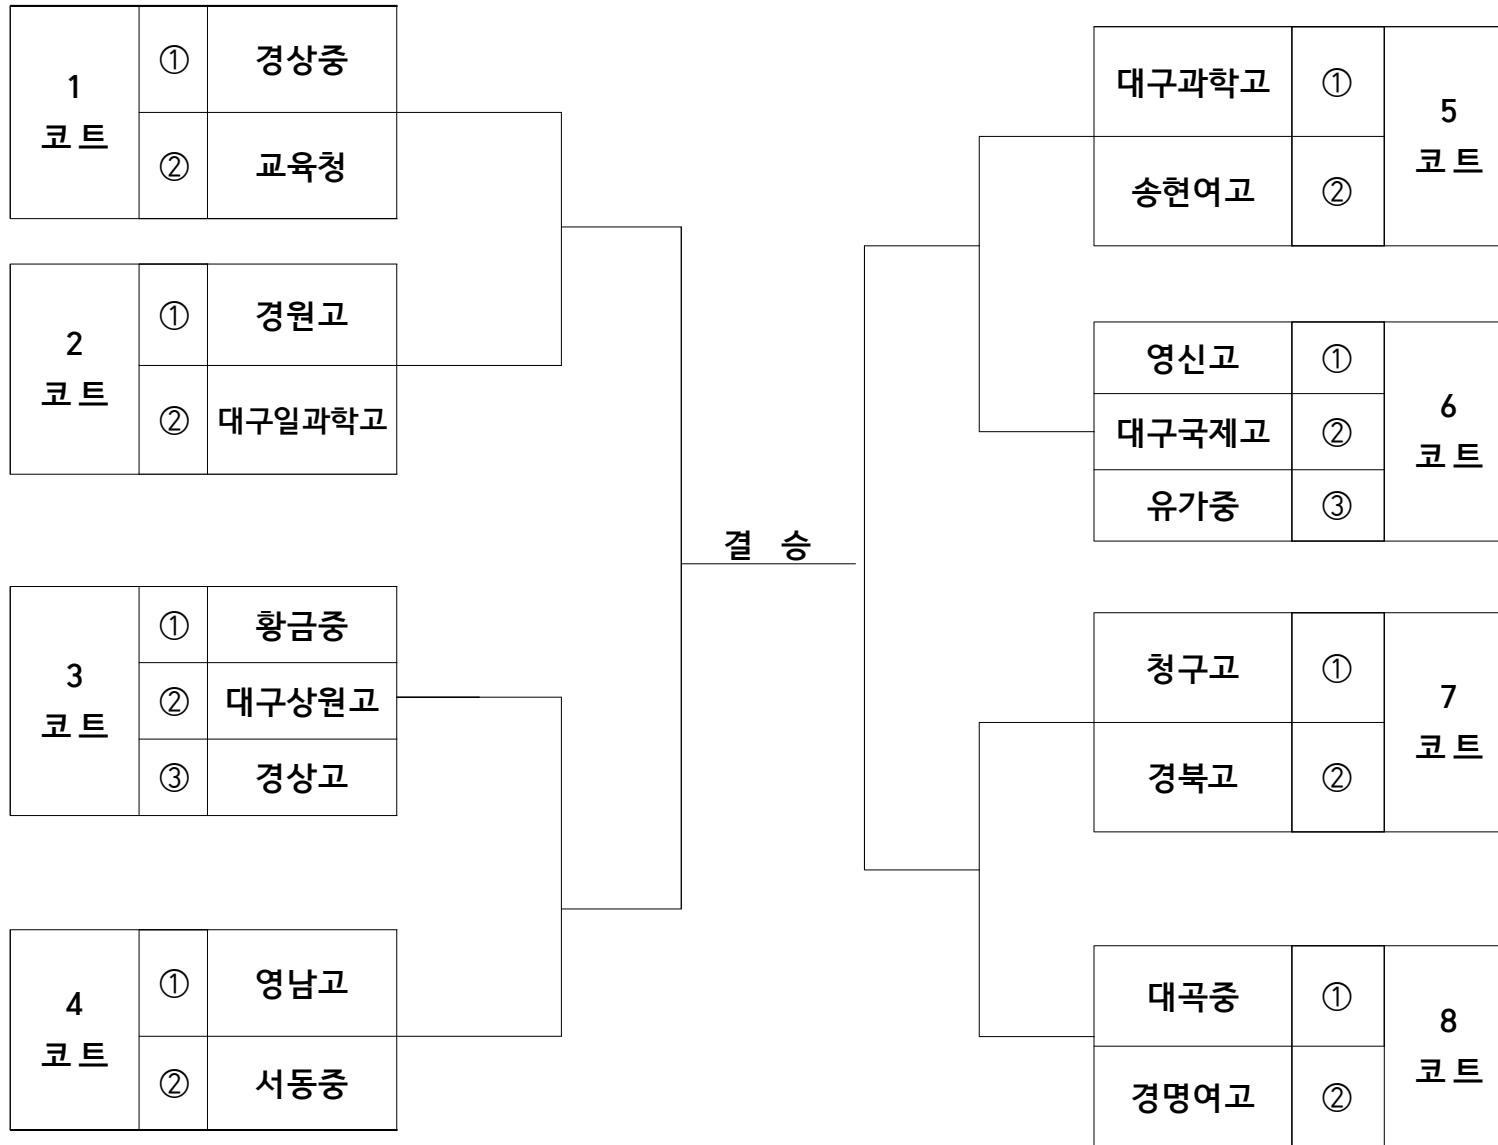 1
코 트
① 경상중
② 교육청
2
코 트
① 경원고
② 대구일과학고
3
코 트
① 황금중
② 대구상원고
③ 경상고
4
코 트
① 영남고
② 서동중
결 승
대구과학고 ①
송현여고 ②
5
코 트
영신고 ①
대구국제고 ②
유가중 ③
6
코 트
청구고 ①
경북고 ②
7
코 트
대곡중 ①
경명여고 ②
8
코 트